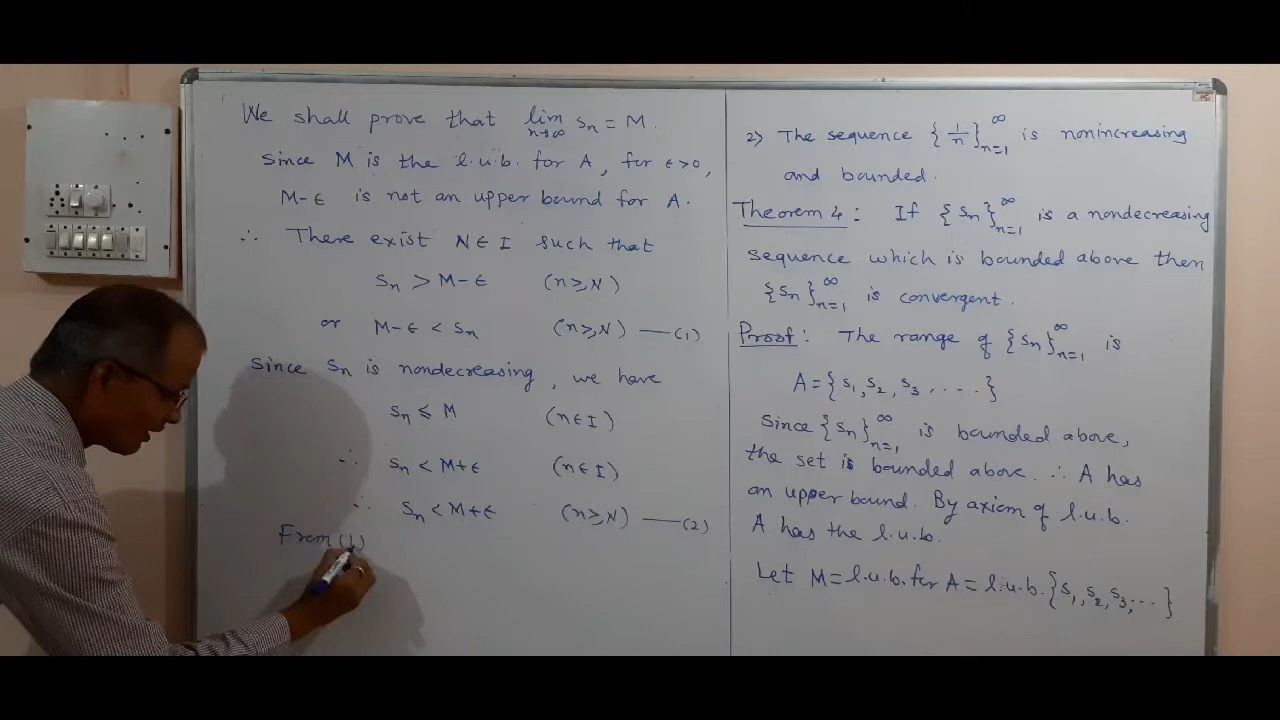 We shall prove that lim n→∞ Sn = M.
Since M is the l.u.b. for A, for ϵ>0,
M-ϵ is not an upper bound for A.
∴ There exist N∈I such that
Sn > M-ϵ (n≥N)
or M-ϵ < Sn (n≥N) —(1)
Since Sn is nondecreasing, we have
Sn ≤ M (n∈I)
∴ Sn < M+ϵ (n∈I)
∴ Sn < M+ϵ (n≥N) —(2)
From (1)
2) The sequence {1/n}∞n=1 is nonincreasing
and bounded.
Theorem 4: If {Sn}∞n=1 is a nondecreasing
sequence which is bounded above then
{Sn}∞n=1 is convergent.
Proof: The range of {Sn}∞n=1 is
A={S1, S2, S3, ....}
Since {Sn}∞n=1 is bounded above,
the set is bounded above. ∴ A has
an upper bound. By axiom of l.u.b.
A has the l.u.b.
Let M=l.u.b. for A = l.u.b. {S1, S2, S3, ...}